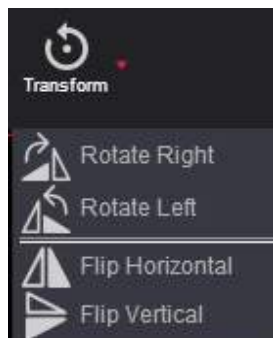 Transform
Rotate Right
Rotate Left
Flip Horizontal
Flip Vertical